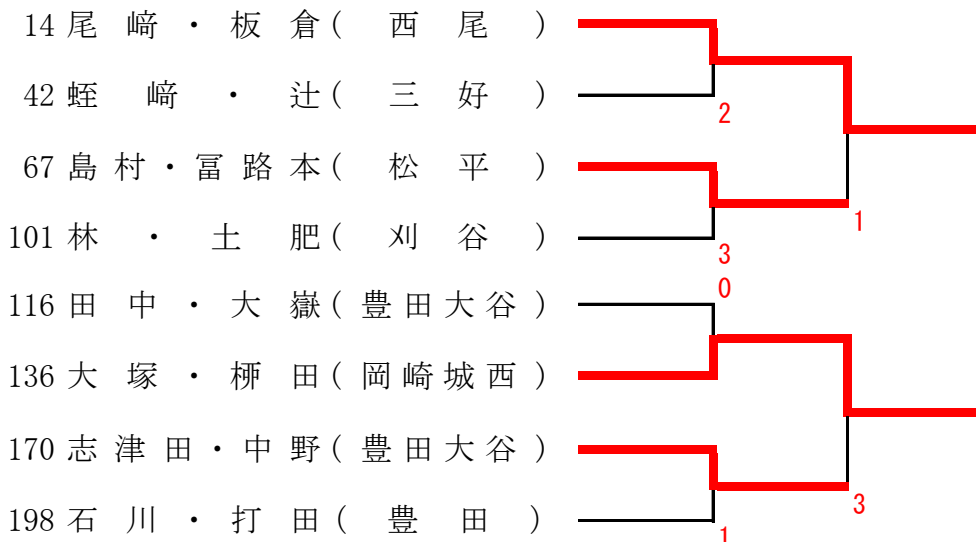 14 尾﨑・板倉(西尾)
42 蛭﨑・辻(三好)
2
67 島村・冨路本(松平)
101 林・土肥(刈谷)
3
1
0
116 田中・大嶽(豊田大谷)
136 大塚・桺田(岡崎城西)
170 志津田・中野(豊田大谷)
3
198 石川・打田(豊田)
1